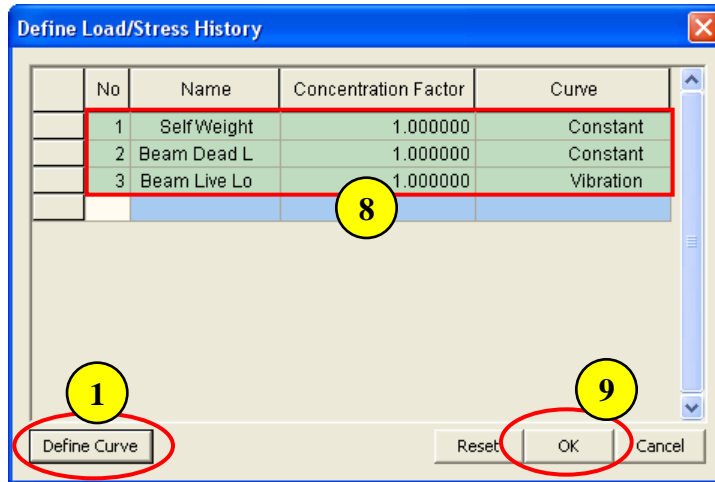 Define Load/Stress History
No Name Concentration Factor Curve
1 Self Weight 1.000000 Constant
2 Beam Dead L 1.000000 Constant
3 Beam Live Lo 1.000000 Vibration
8
1
9
Define Curve Reset OK Cancel